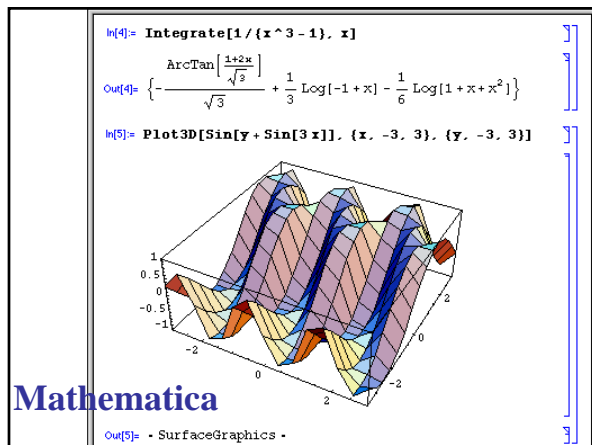 In[4]:= Integrate[1/{x^3-1}, x]
Out[4]= {-ArcTan[(1+2x)/√3]/√3 + 1/3 Log[-1+x] - 1/6 Log[1+x+x²]}
In[5]:= Plot3D[Sin[y+Sin[3x]], {x, -3, 3}, {y, -3, 3}]
1
0.5
0
-0.5
-1
-2
0
2
-2
0
2
Mathematica
Out[5]= - SurfaceGraphics -